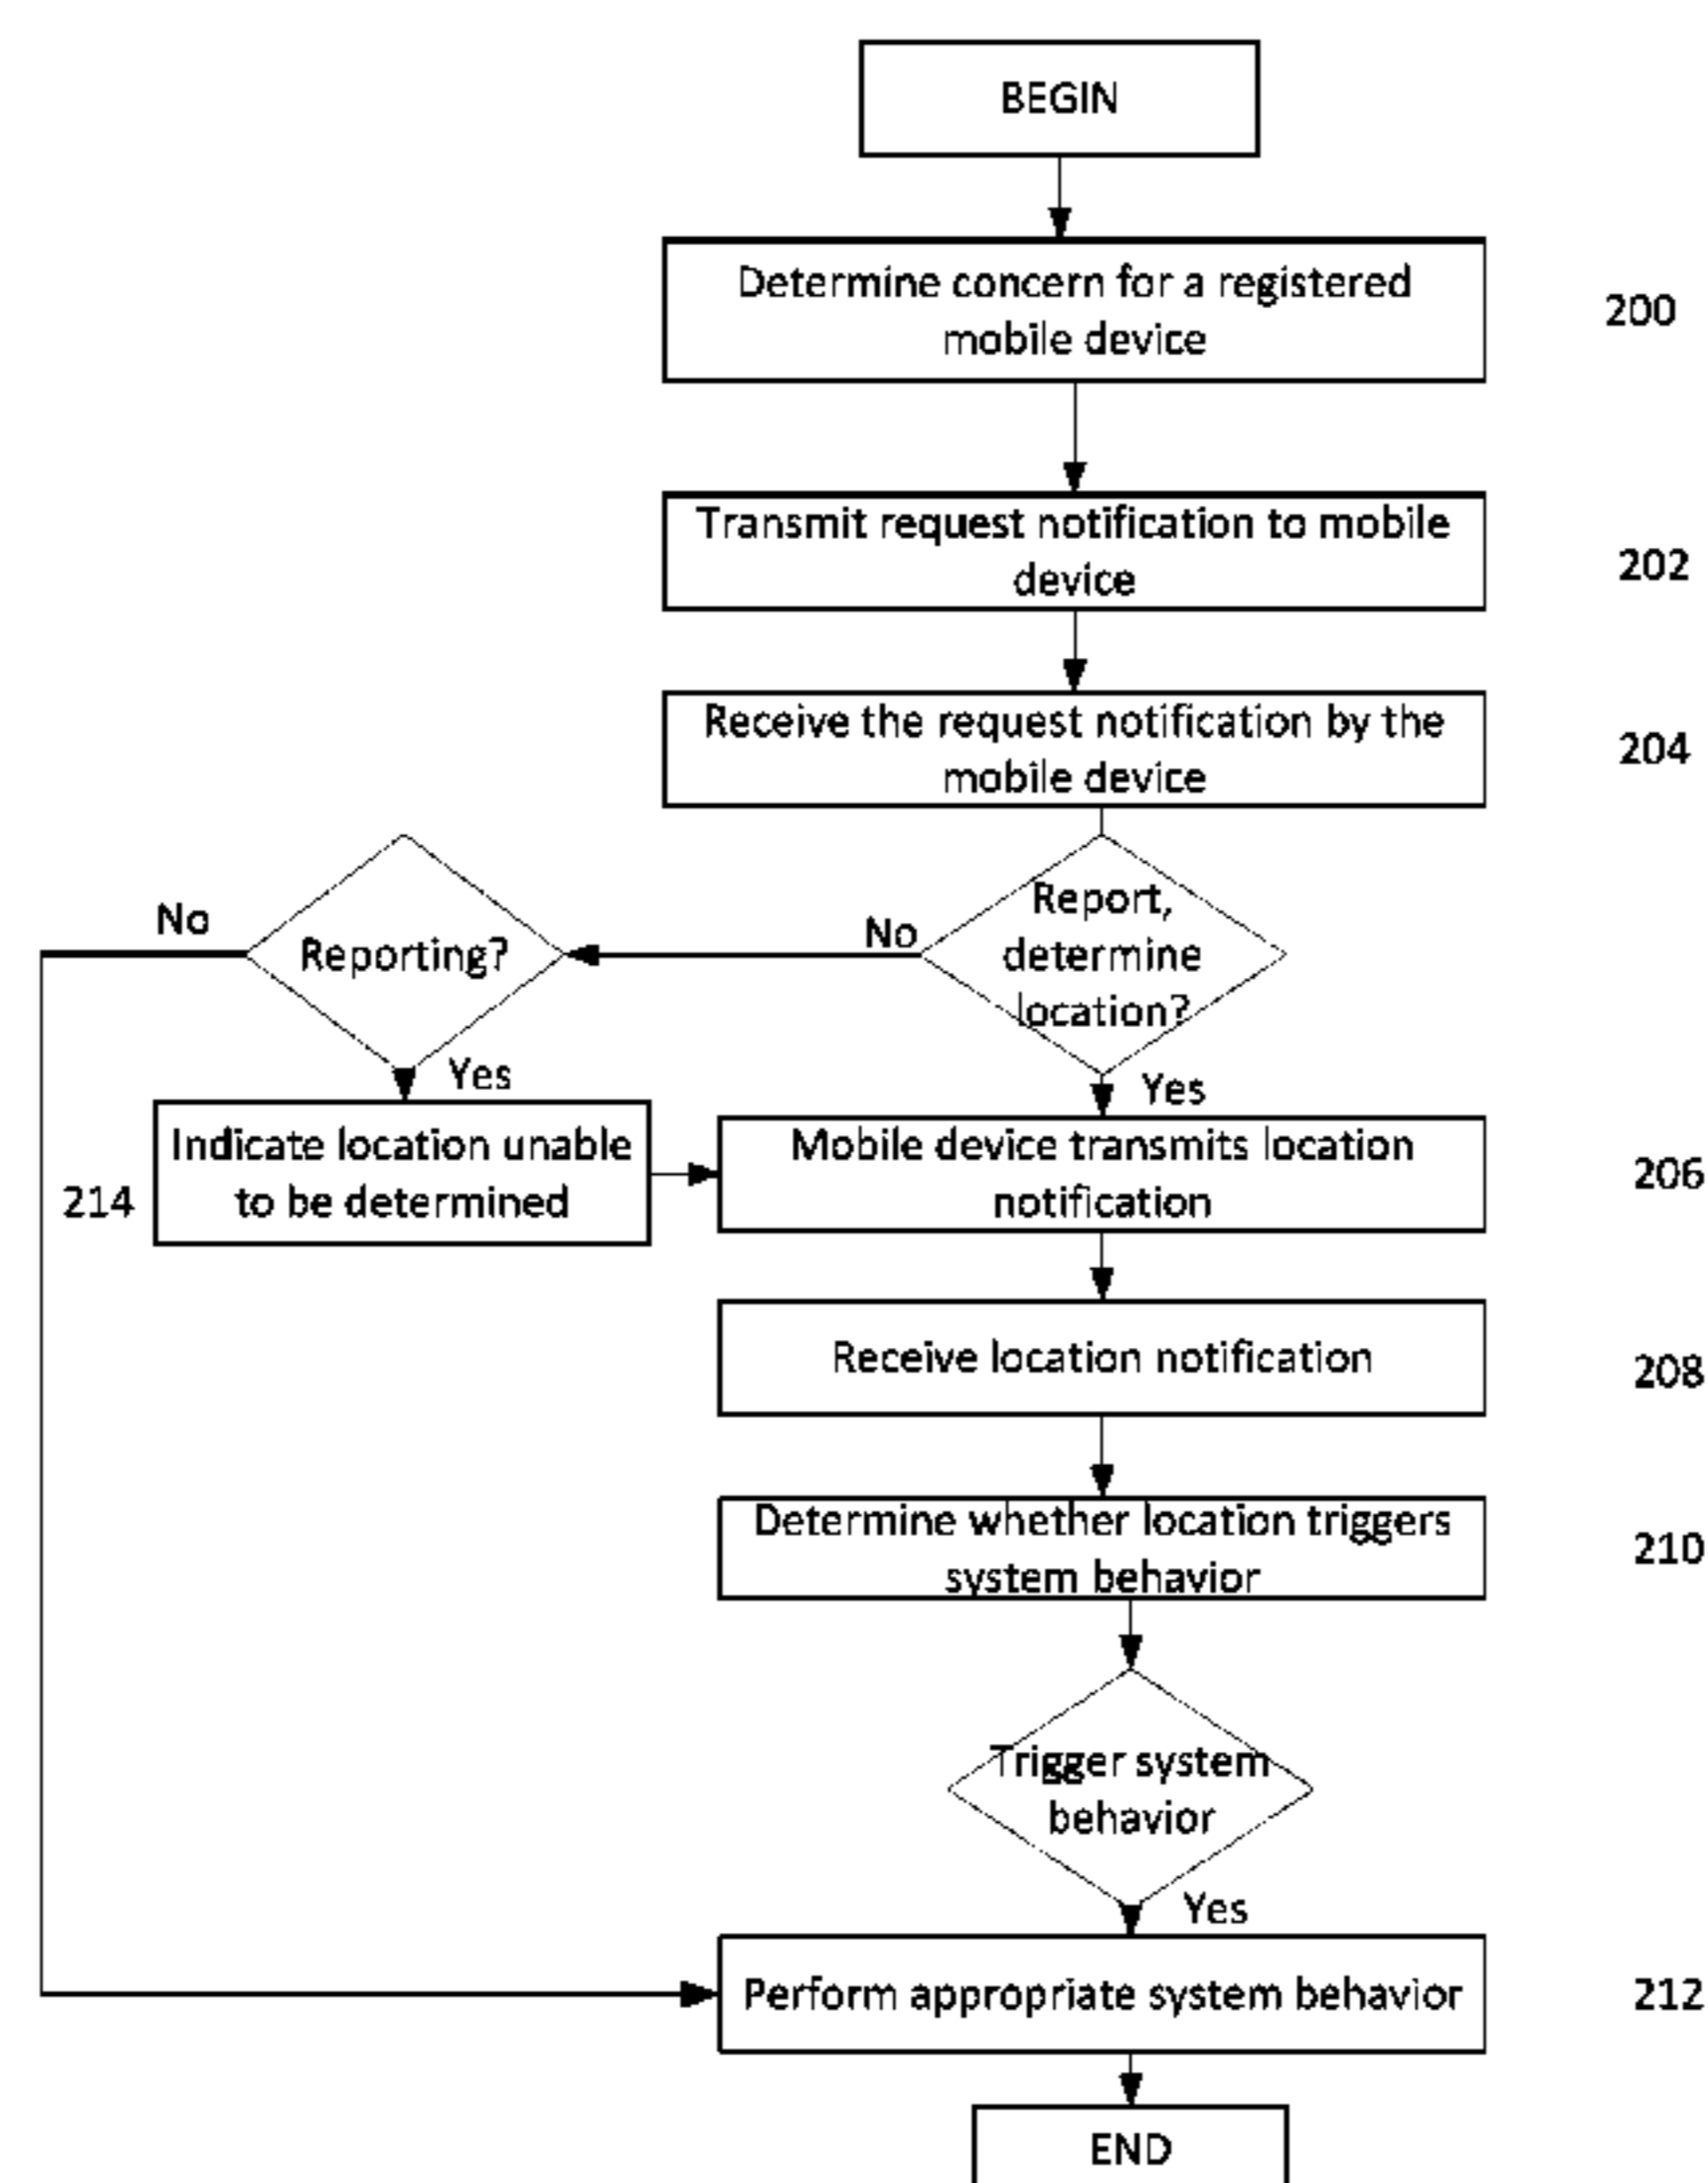 BEGIN
Determine concern for a registered
mobile device
200
Transmit request notification to mobile
device
202
Receive the request notification by the
mobile device
204
Report,
determine
location?
No
Reporting?
No
Yes
Yes
Indicate location unable
to be determined
214
Mobile device transmits location
notification
206
Receive location notification
208
Determine whether location triggers
system behavior
210
Trigger system
behavior
Yes
Perform appropriate system behavior
212
END